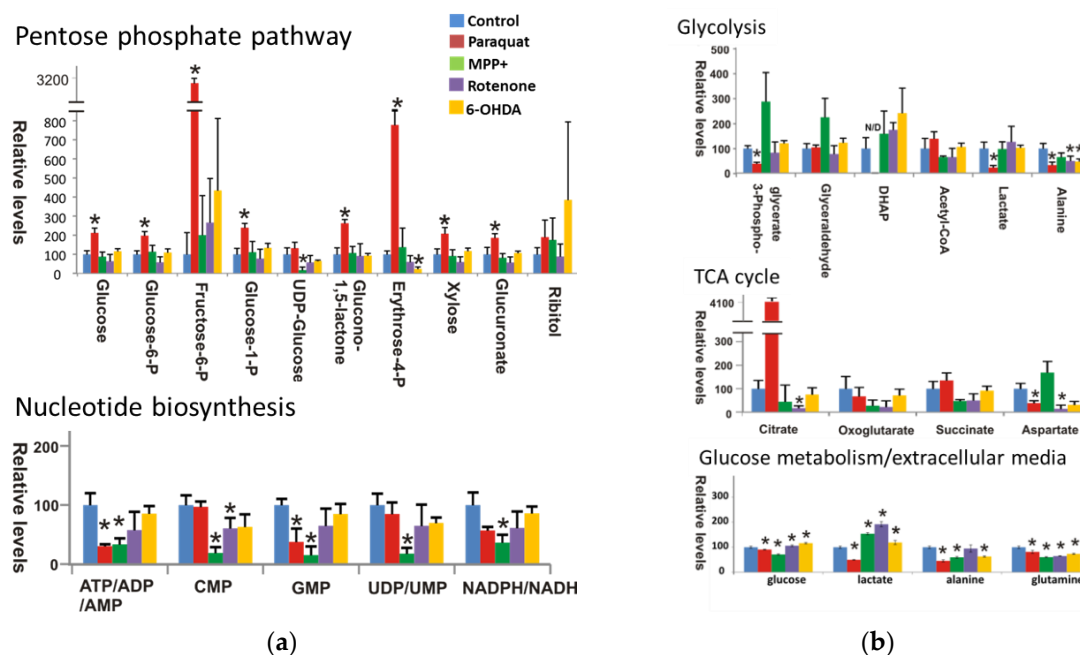 Pentose phosphate pathway
Control
Paraquat
MPP+
Rotenone
6-OHDA
Relative levels
3200
800
700
600
500
400
300
200
100
*
*
*
*
*
*
*
*
*
*
Glucose
Glucose-6-P
Fructose-6-P
Glucose-1-P
UDP-Glucose
Glucono-
1,5-lactone
Erythrose-4-P
Xylose
Glucuronate
Ribitol
Nucleotide biosynthesis
Relative levels
200
100
0
* *
* *
* *
*
*
ATP/ADP
/AMP
CMP
GMP
UDP/UMP
NADPH/NADH
(a)
Glycolysis
Relative levels
500
400
300
200
100
0
*
N/D
*
*
* *
3-Phospho-
glycerate
Glyceraldehyde
DHAP
Acetyl-CoA
Lactate
Alanine
TCA cycle
Relative levels
4100
300
200
100
0
*
*
*
Citrate
Oxoglutarate
Succinate
Aspartate
Glucose metabolism/extracellular media
Relative levels
300
200
100
0
* * * *
* * * *
* * *
* * * *
glucose
lactate
alanine
glutamine
(b)